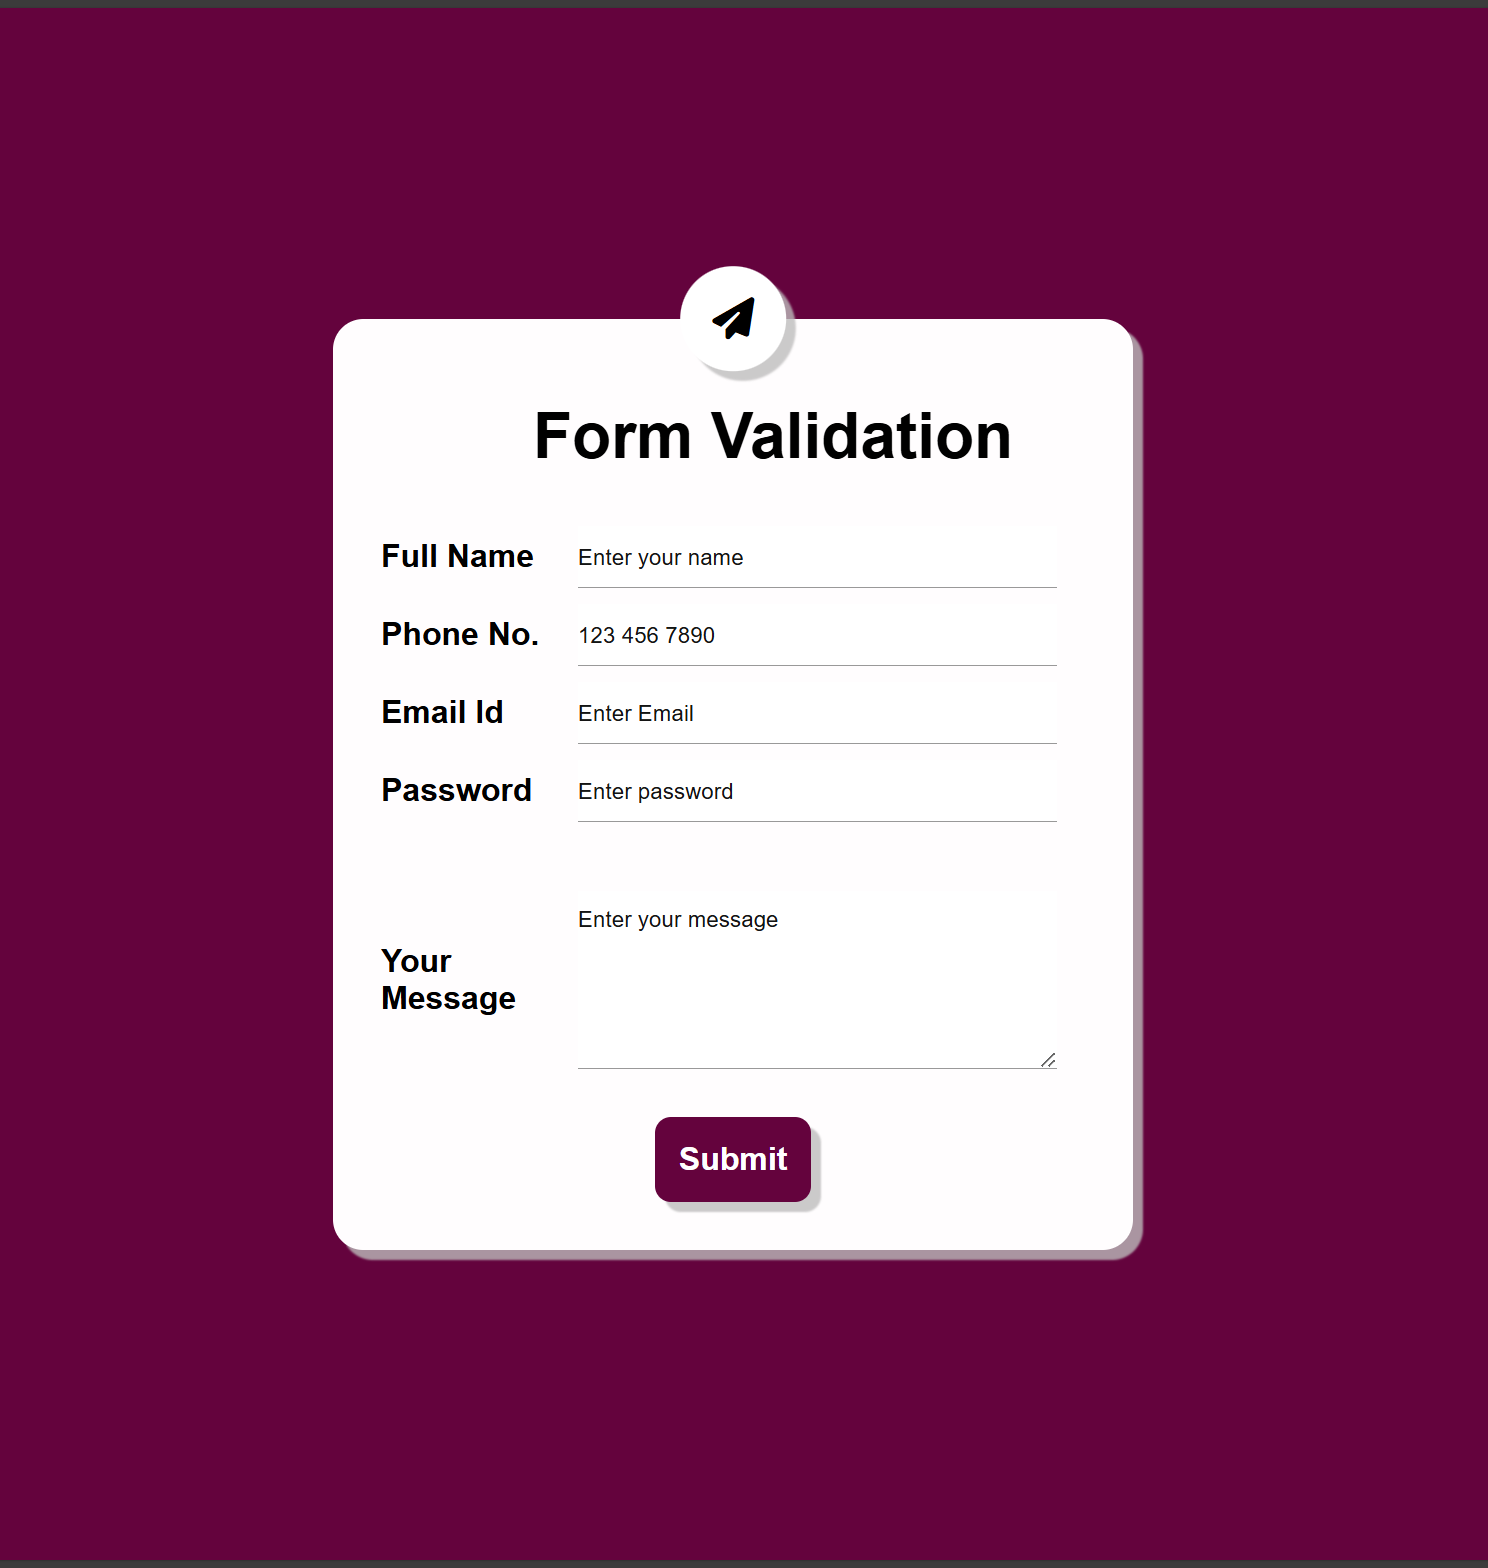 Form Validation
Full Name
Enter your name
Phone No.
123 456 7890
Email Id
Enter Email
Password
Enter password
Enter your message
Your
Message
Submit